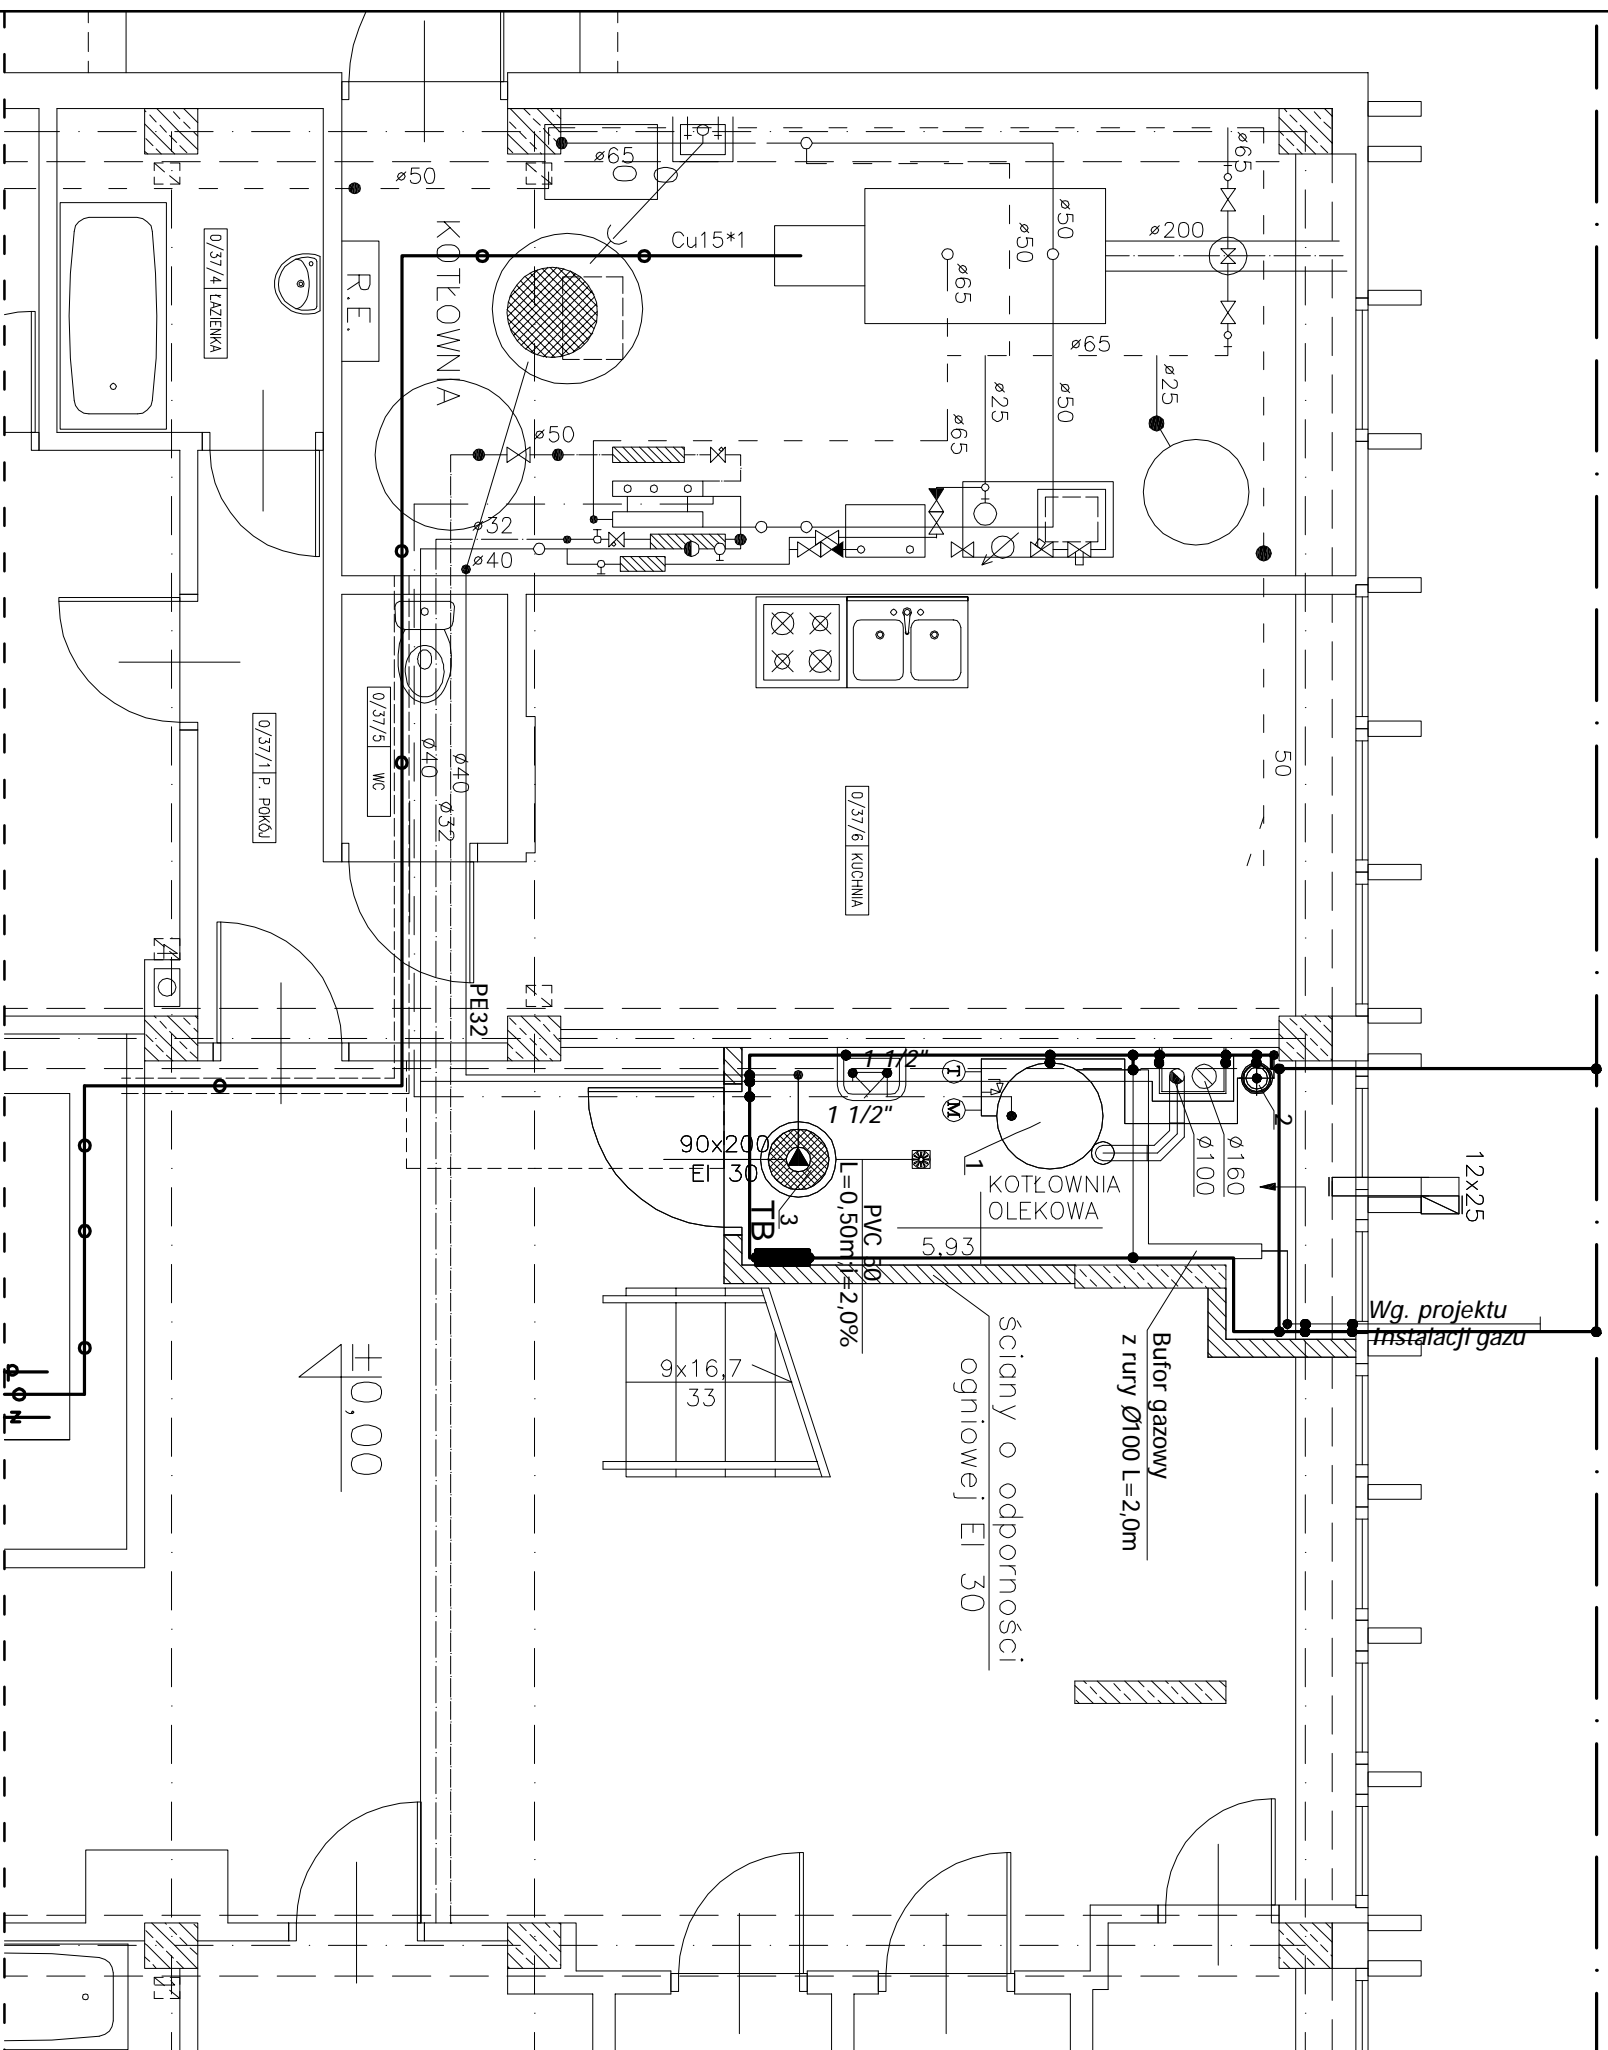 ø65
ø65
ø50
Cu15*1
ø50
ø50
ø200
ø65
0/37/4 ŁAZIENKA
R.E.
KOTŁOWNIA
ø65
ø25
ø25
ø50
ø50
ø65
ø32
ø40
0/37/5 WC
0/37/1 P. POKÓJ
ø40
ø40
ø32
50
0/37/6 KUCHNIA
PE32
1 1/2"
1 1/2"
T
M
2
1
90x200
EI 30
TB
3
PVC 50
L=0,50m;i=2,0%
KOTŁOWNIA
OLEKOWA
5,93
ø160
ø100
12x25
Wg. projektu
Instalacji gazu
Bufor gazowy
z rury Ø100 L=2,0m
Ściany o odporności
ogniowej EI 30
9x16,7
33
±0,00